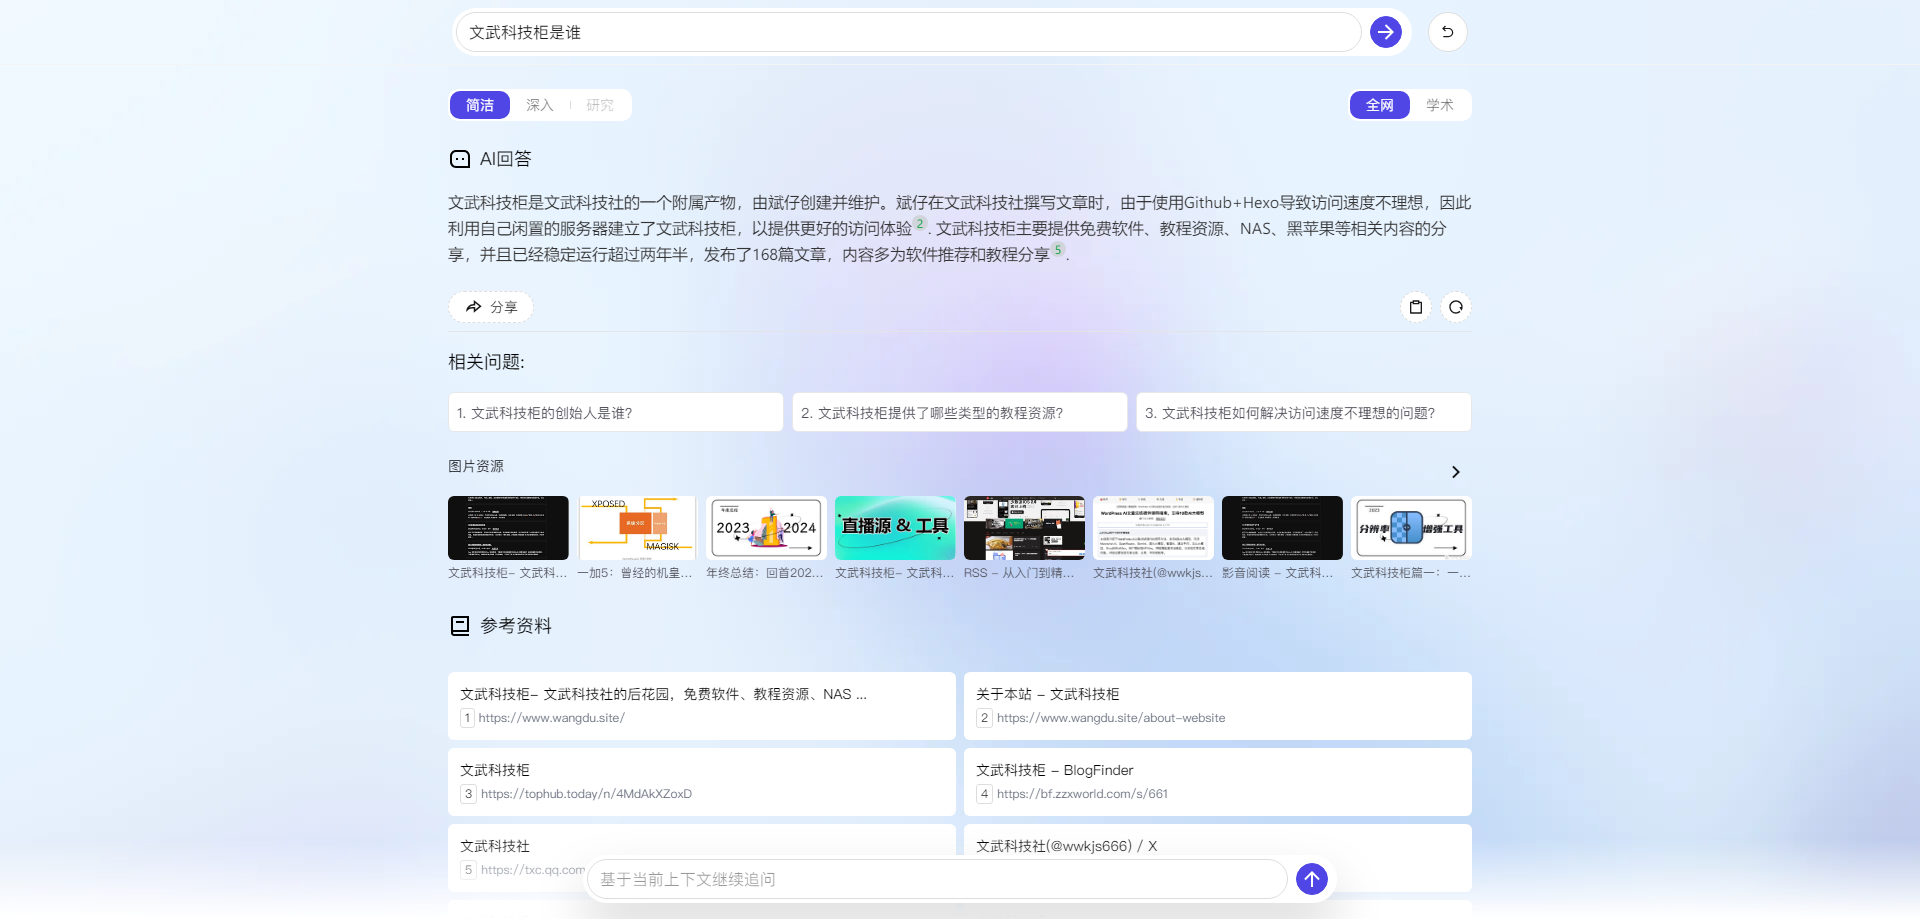 文武科技柜是谁
简洁
深入
研究
全网
学术
AI回答
文武科技柜是文武科技社的一个附属产物，由斌仔创建并维护。斌仔在文武科技社撰写文章时，由于使用Github+Hexo导致访问速度不理想，因此
利用自己闲置的服务器建立了文武科技柜，以提供更好的访问体验2. 文武科技柜主要提供免费软件、教程资源、NAS、黑苹果等相关内容的分
享，并且已经稳定运行超过两年半，发布了168篇文章，内容多为软件推荐和教程分享5.
分享
相关问题:
1. 文武科技柜的创始人是谁?
2. 文武科技柜提供了哪些类型的教程资源?
3. 文武科技柜如何解决访问速度不理想的问题?
图片资源
XPOSED
MAGISK
2023
2024
直播源 & 工具
2023
分辨率
增强工具
文武科技柜- 文武科...
一加5：曾经的机皇...
年终总结：回首202...
文武科技柜- 文武科...
RSS - 从入门到精...
文武科技社(@wwkjs...
影音阅读 - 文武科...
文武科技柜篇一：一...
参考资料
文武科技柜- 文武科技社的后花园，免费软件、教程资源、NAS ...
1 https://www.wangdu.site/
关于本站 - 文武科技柜
2 https://www.wangdu.site/about-website
文武科技柜
3 https://tophub.today/n/4MdAkXZoxD
文武科技柜 - BlogFinder
4 https://bf.zzxworld.com/s/661
文武科技社
5 https://txc.qq.com
文武科技社(@wwkjs666) / X
基于当前上下文继续追问